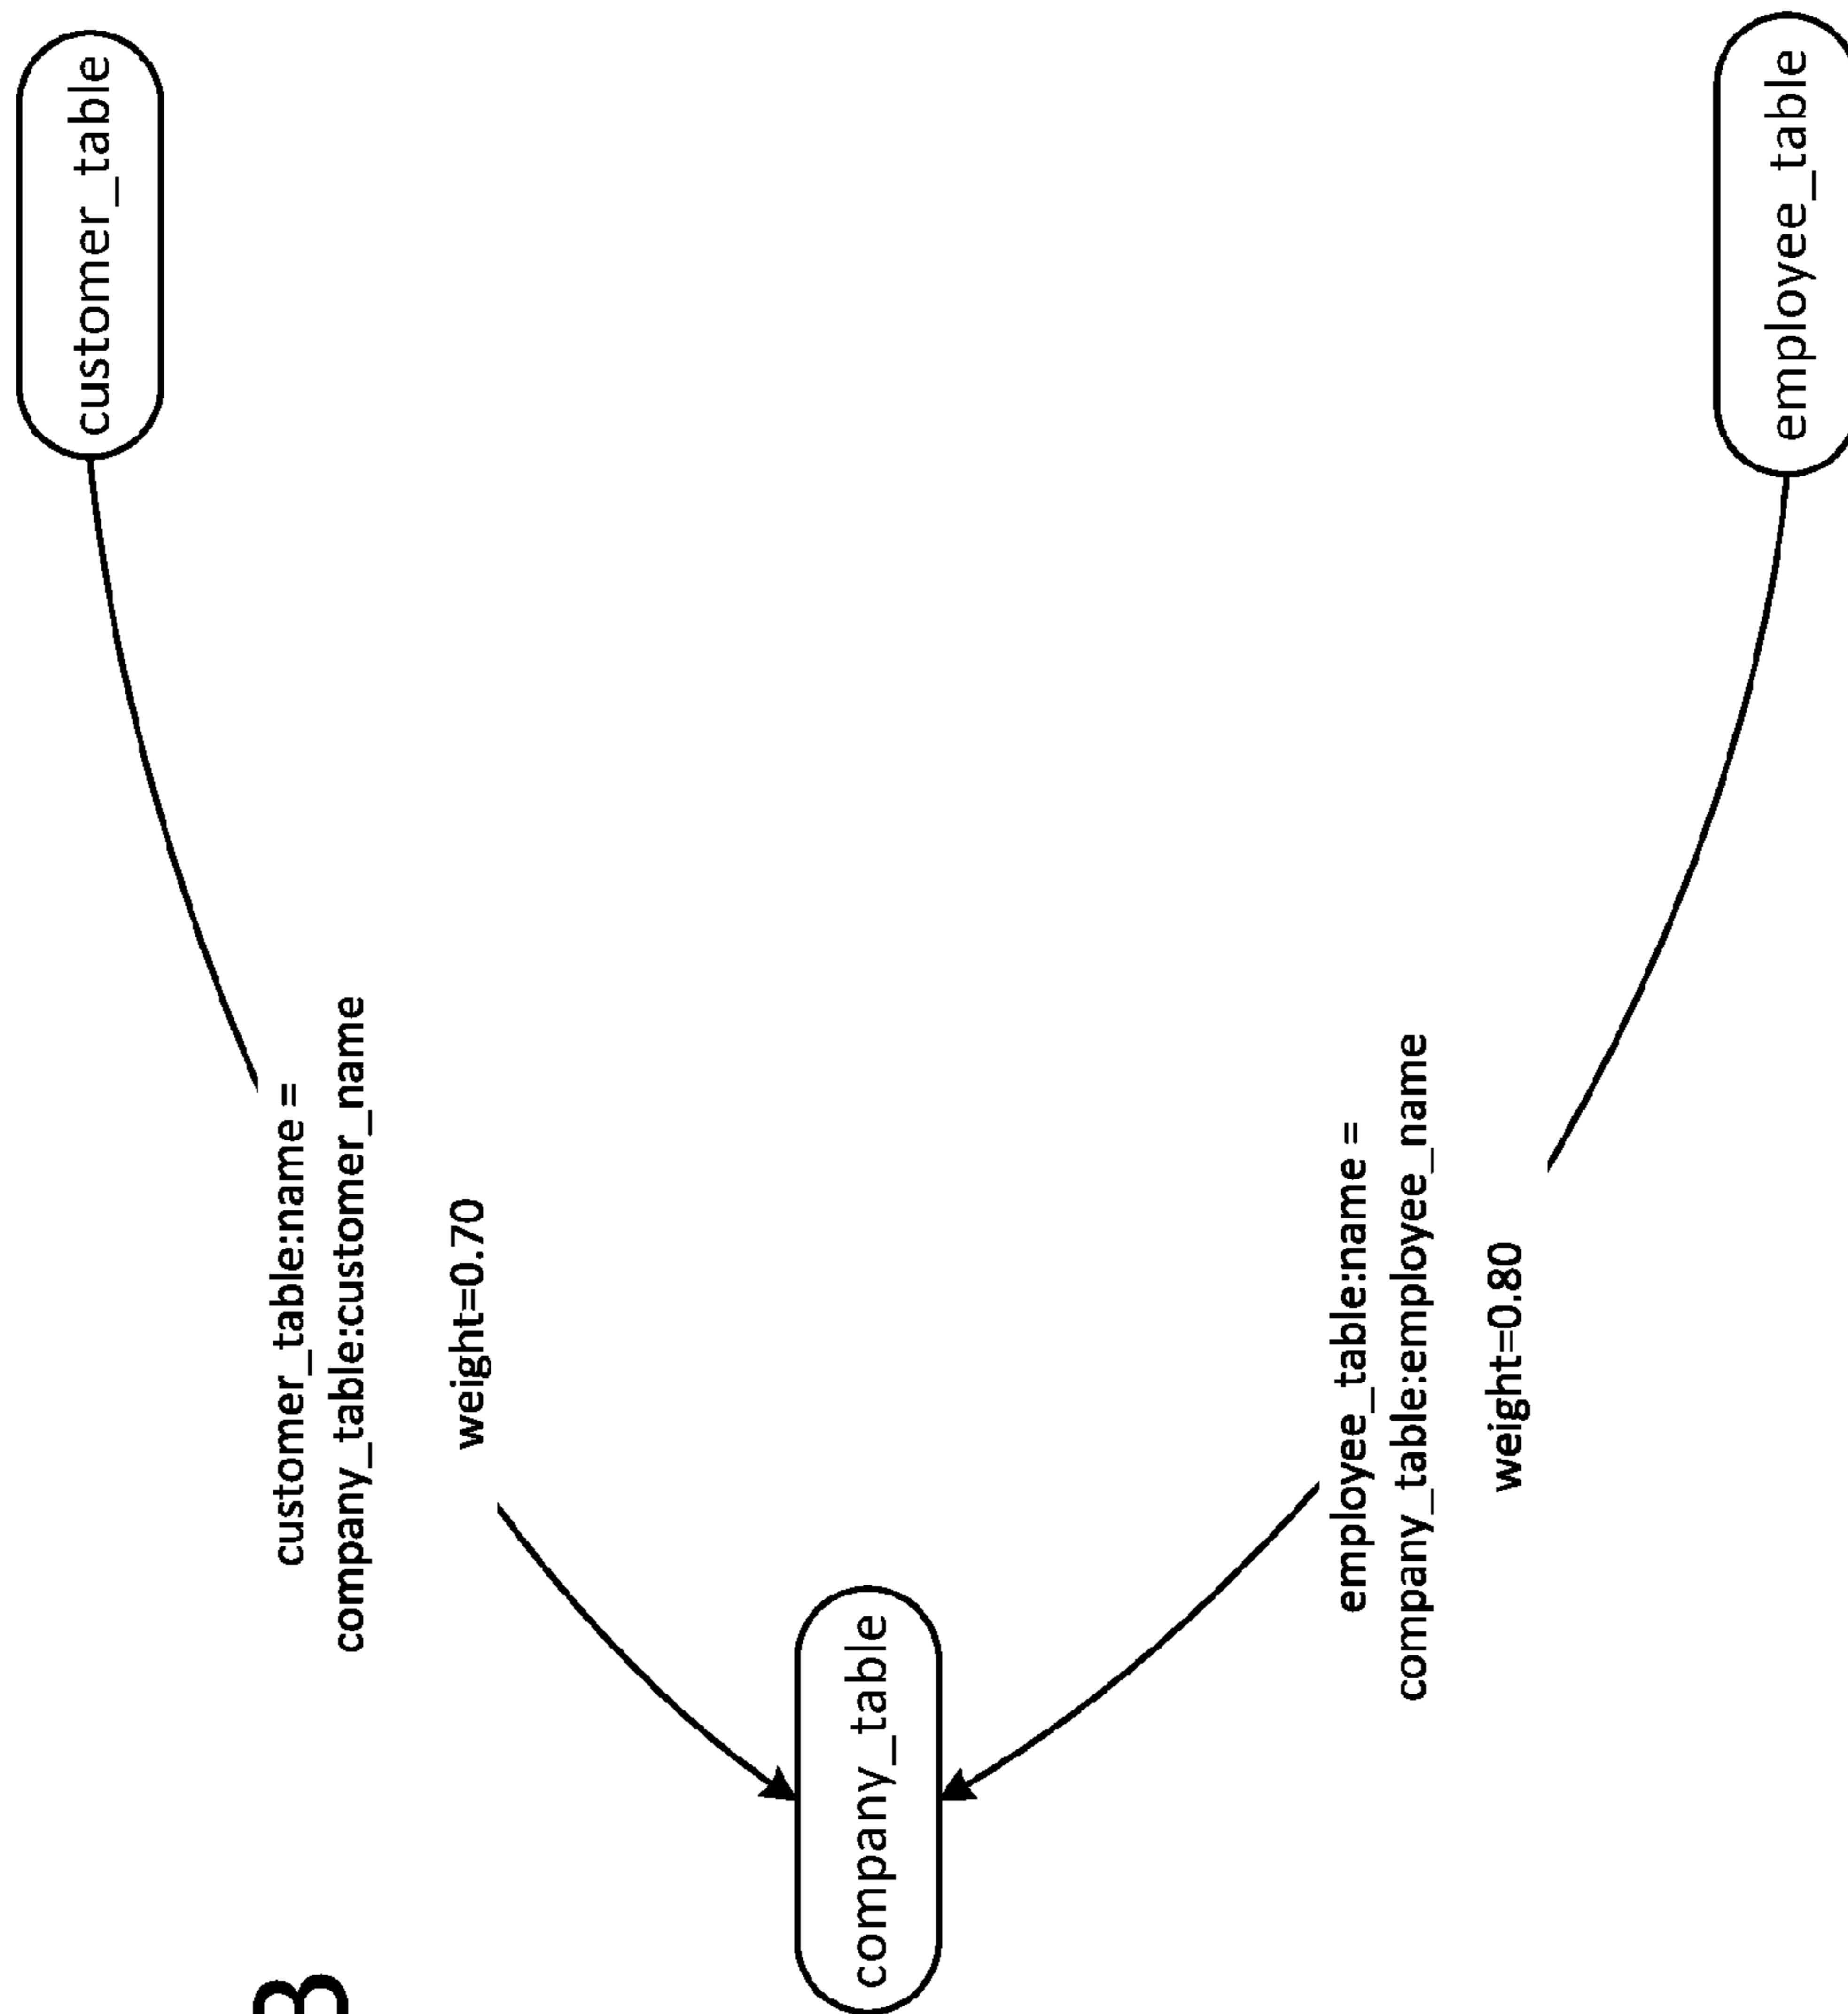 customer_table
customer_table:name =
company_table:customer_name
weight=0.70
company_table
employee_table:name =
company_table:employee_name
weight=0.80
employee_table